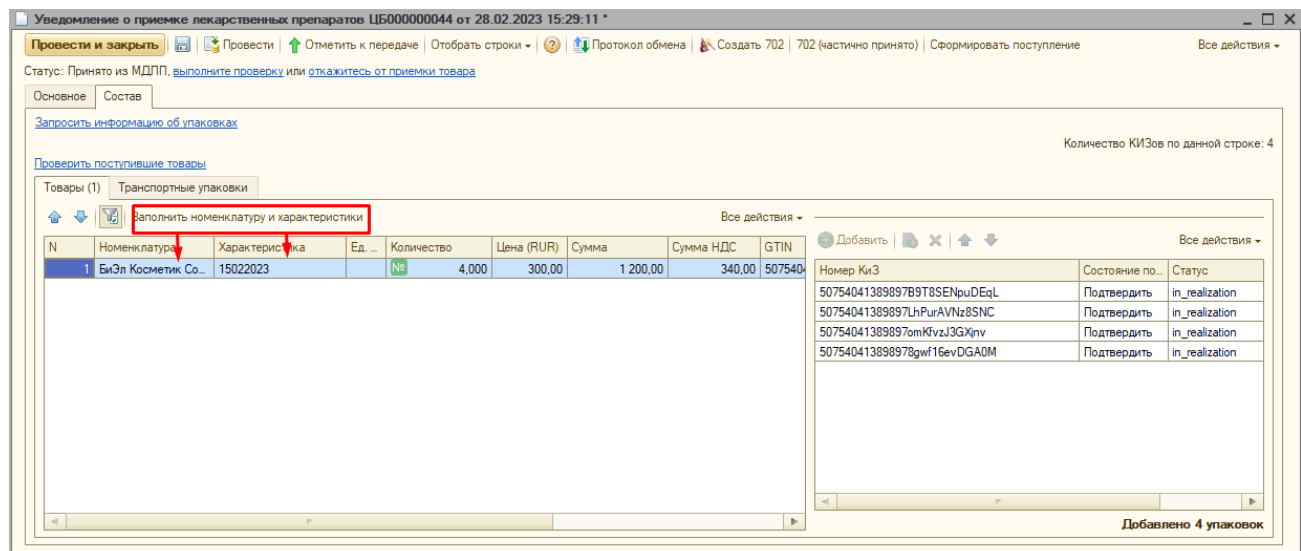 Уведомление о приемке лекарственных препаратов ЦБ000000044 от 28.02.2023 15:29:11 *
Провести и закрыть Провести Отметить к передаче Отобрать строки Протокол обмена Создать 702 702 (частично принято) Сформировать поступление Все действия
Статус: Принято из МДЛП, выполните проверку или откажитесь от приемки товара
Основное Состав
Запросить информацию об упаковках
Количество КИЗов по данной строке: 4
Проверить поступившие товары
Товары (1) Транспортные упаковки
Заполнить номенклатуру и характеристики Все действия
Добавить Все действия
N Номенклатура Характеристика Ед. ... Количество Цена (RUR) Сумма Сумма НДС GTIN
1 БиЭл Косметик Со... 15022023 № 4,000 300,00 1 200,00 340,00 507540
Номер КиЗ Состояние по... Статус
50754041389897B9T8SENpuDEqL Подтвердить in_realization
50754041389897LhPurAVNz8SNC Подтвердить in_realization
50754041389897omKfvzJ3GXjnv Подтвердить in_realization
507540413898978gwf16evDGA0M Подтвердить in_realization
Добавлено 4 упаковок